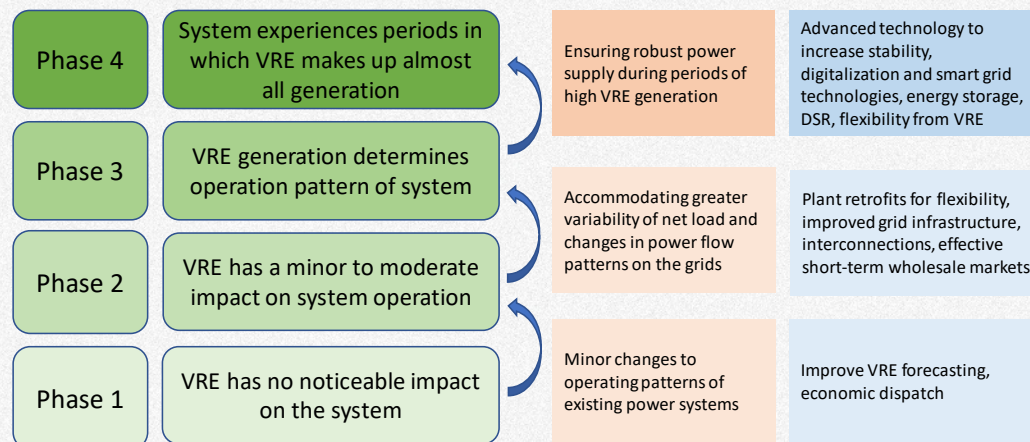 Phase 4
System experiences periods in
which VRE makes up almost
all generation
Ensuring robust power
supply during periods of
high VRE generation
Advanced technology to
increase stability,
digitalization and smart grid
technologies, energy storage,
DSR, flexibility from VRE
Phase 3
VRE generation determines
operation pattern of system
Accommodating greater
variability of net load and
changes in power flow
patterns on the grids
Plant retrofits for flexibility,
improved grid infrastructure,
interconnections, effective
short-term wholesale markets
Phase 2
VRE has a minor to moderate
impact on system operation
Minor changes to
operating patterns of
existing power systems
Improve VRE forecasting,
economic dispatch
Phase 1
VRE has no noticeable impact
on the system